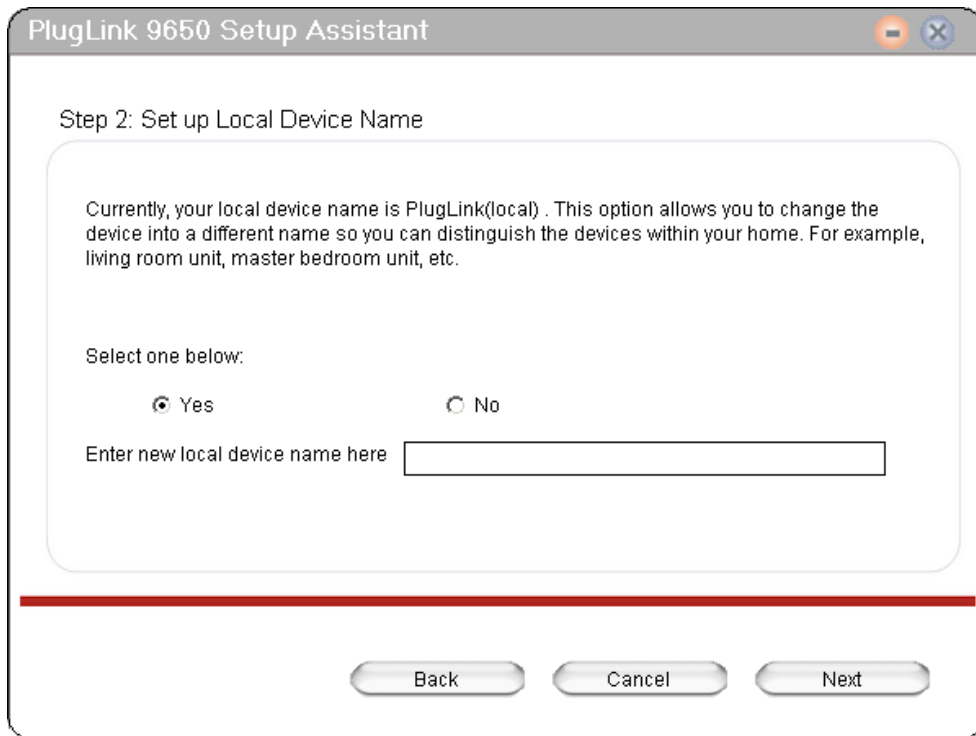 PlugLink 9650 Setup Assistant
Step 2: Set up Local Device Name
Currently, your local device name is PlugLink(local) . This option allows you to change the
device into a different name so you can distinguish the devices within your home. For example,
living room unit, master bedroom unit, etc.
Select one below:
Yes No
Enter new local device name here
Back Cancel Next